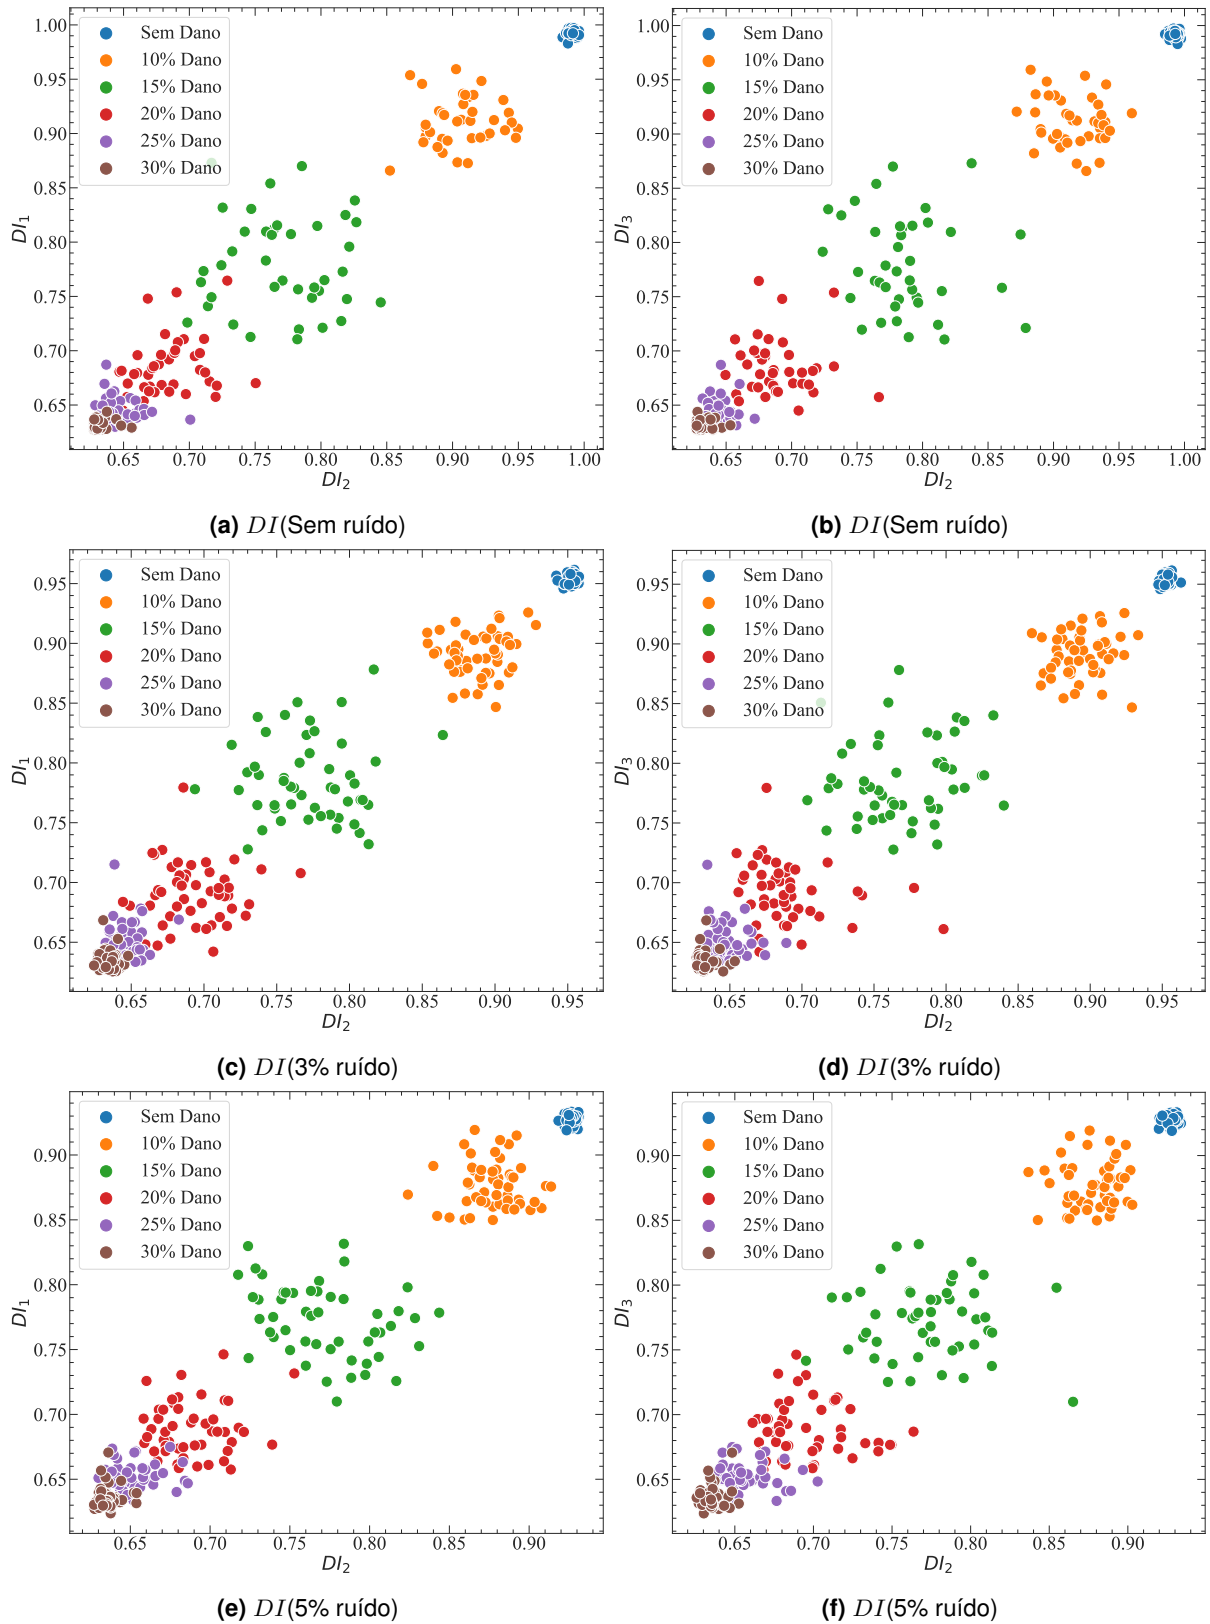 1.00
0.95
0.90
0.85
0.80
0.75
0.70
0.65
DI1
Sem Dano
10% Dano
15% Dano
20% Dano
25% Dano
30% Dano
0.65 0.70 0.75 0.80 0.85 0.90 0.95 1.00
DI2
(a) DI(Sem ruído)
1.00
0.95
0.90
0.85
0.80
0.75
0.70
0.65
DI3
Sem Dano
10% Dano
15% Dano
20% Dano
25% Dano
30% Dano
0.65 0.70 0.75 0.80 0.85 0.90 0.95 1.00
DI2
(b) DI(Sem ruído)
0.95
0.90
0.85
0.80
0.75
0.70
0.65
DI1
Sem Dano
10% Dano
15% Dano
20% Dano
25% Dano
30% Dano
0.65 0.70 0.75 0.80 0.85 0.90 0.95
DI2
(c) DI(3% ruído)
0.95
0.90
0.85
0.80
0.75
0.70
0.65
DI3
Sem Dano
10% Dano
15% Dano
20% Dano
25% Dano
30% Dano
0.65 0.70 0.75 0.80 0.85 0.90 0.95
DI2
(d) DI(3% ruído)
0.90
0.85
0.80
0.75
0.70
0.65
DI1
Sem Dano
10% Dano
15% Dano
20% Dano
25% Dano
30% Dano
0.65 0.70 0.75 0.80 0.85 0.90
DI2
(e) DI(5% ruído)
0.90
0.85
0.80
0.75
0.70
0.65
DI3
Sem Dano
10% Dano
15% Dano
20% Dano
25% Dano
30% Dano
0.65 0.70 0.75 0.80 0.85 0.90
DI2
(f) DI(5% ruído)